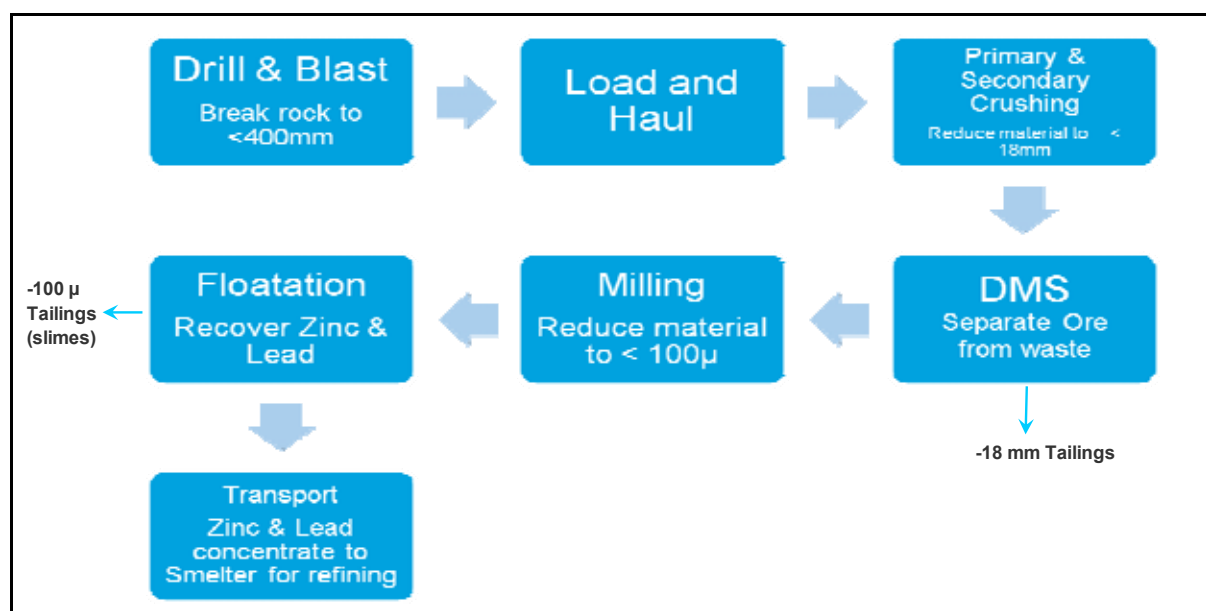 Drill & Blast
Break rock to
<400mm
Load and
Haul
Primary &
Secondary
Crushing
Reduce material to <
18mm
DMS
Separate Ore
from waste
-18 mm Tailings
Milling
Reduce material
to < 100µ
Floatation
Recover Zinc &
Lead
-100 µ
Tailings
(slimes)
Transport
Zinc & Lead
concentrate to
Smelter for refining